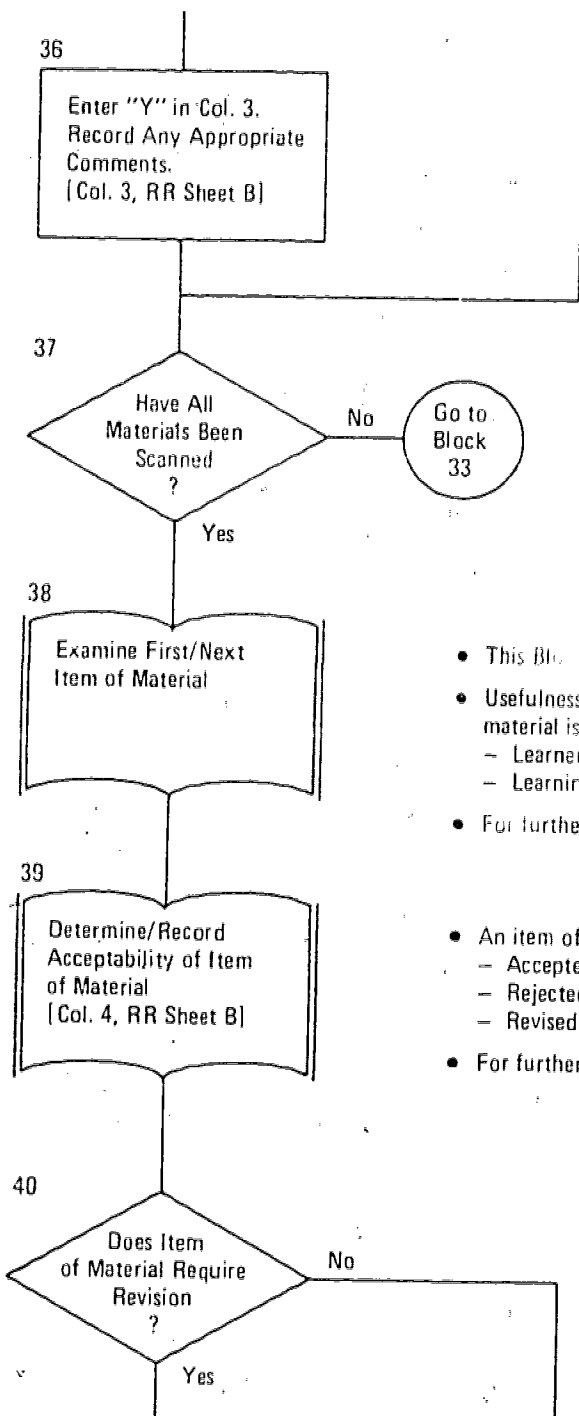 36
Enter "Y" in Col. 3.
Record Any Appropriate
Comments.
[Col. 3, RR Sheet B]
37
Have All
Materials Been
Scanned
?
No
Go to
Block
33
Yes
38
Examine First/Next
Item of Material
• This
• Usefulness
material is
– Learner
– Learnin
• For furthe
39
Determine/Record
Acceptability of Item
of Material
[Col. 4, RR Sheet B]
• An item of
– Accepte
– Rejected
– Revised
• For further
40
Does Item
of Material Require
Revision
?
No
Yes